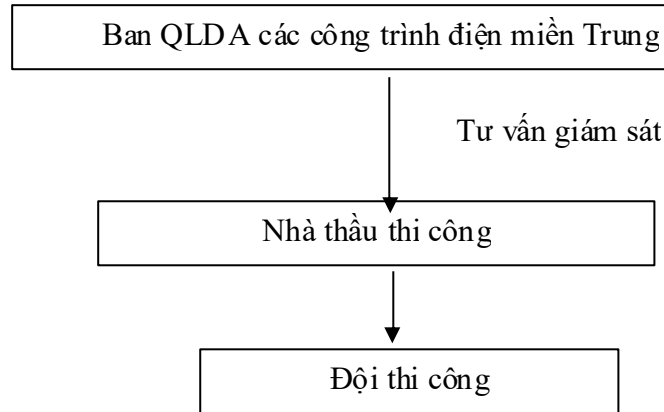 Ban QLDA các công trình điện miền Trung
Tư vấn giám sát
Nhà thầu thi công
Đội thi công